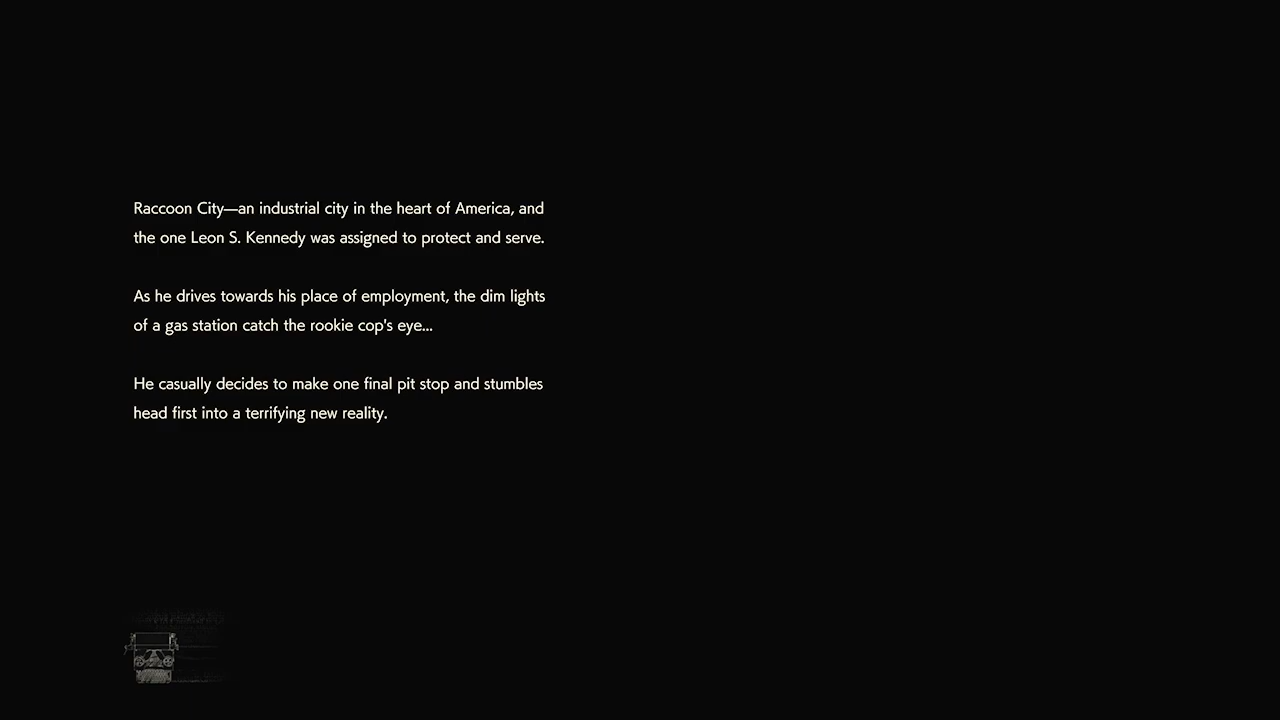 Raccoon City—an industrial city in the heart of America, and
the one Leon S. Kennedy was assigned to protect and serve.
As he drives towards his place of employment, the dim lights
of a gas station catch the rookie cop's eye...
He casually decides to make one final pit stop and stumbles
head first into a terrifying new reality.